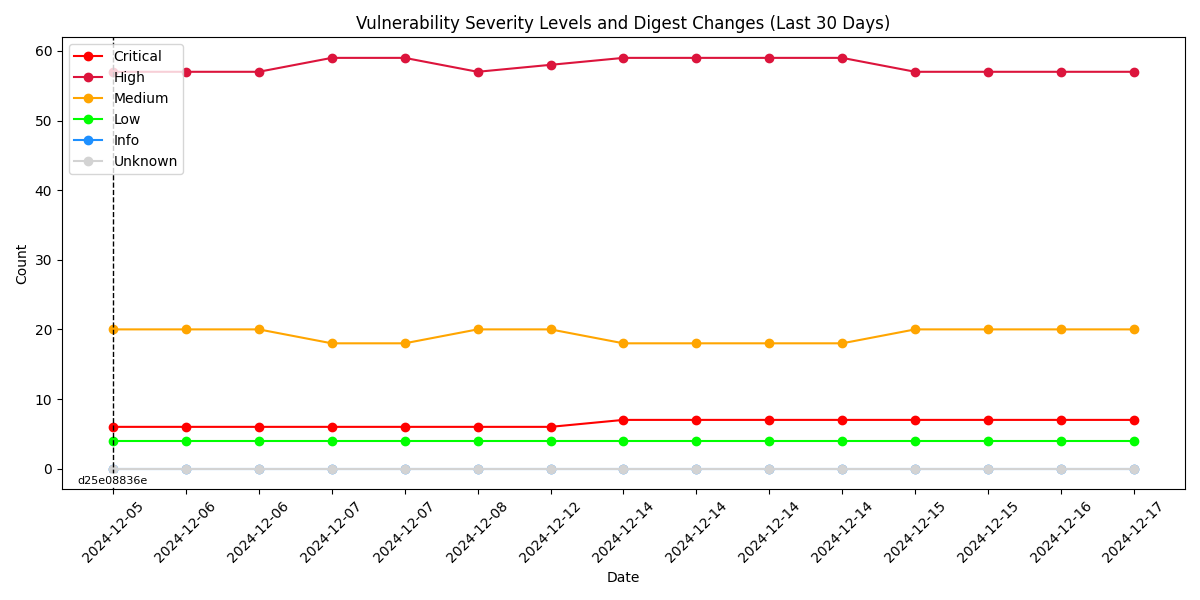 Vulnerability Severity Levels and Digest Changes (Last 30 Days)
Critical
High
Medium
Low
Info
Unknown
Count
60
50
40
30
20
10
0
d25e08836e
2024-12-05
2024-12-06
2024-12-06
2024-12-07
2024-12-07
2024-12-08
2024-12-12
2024-12-14
2024-12-14
2024-12-14
2024-12-14
2024-12-15
2024-12-15
2024-12-16
2024-12-17
Date